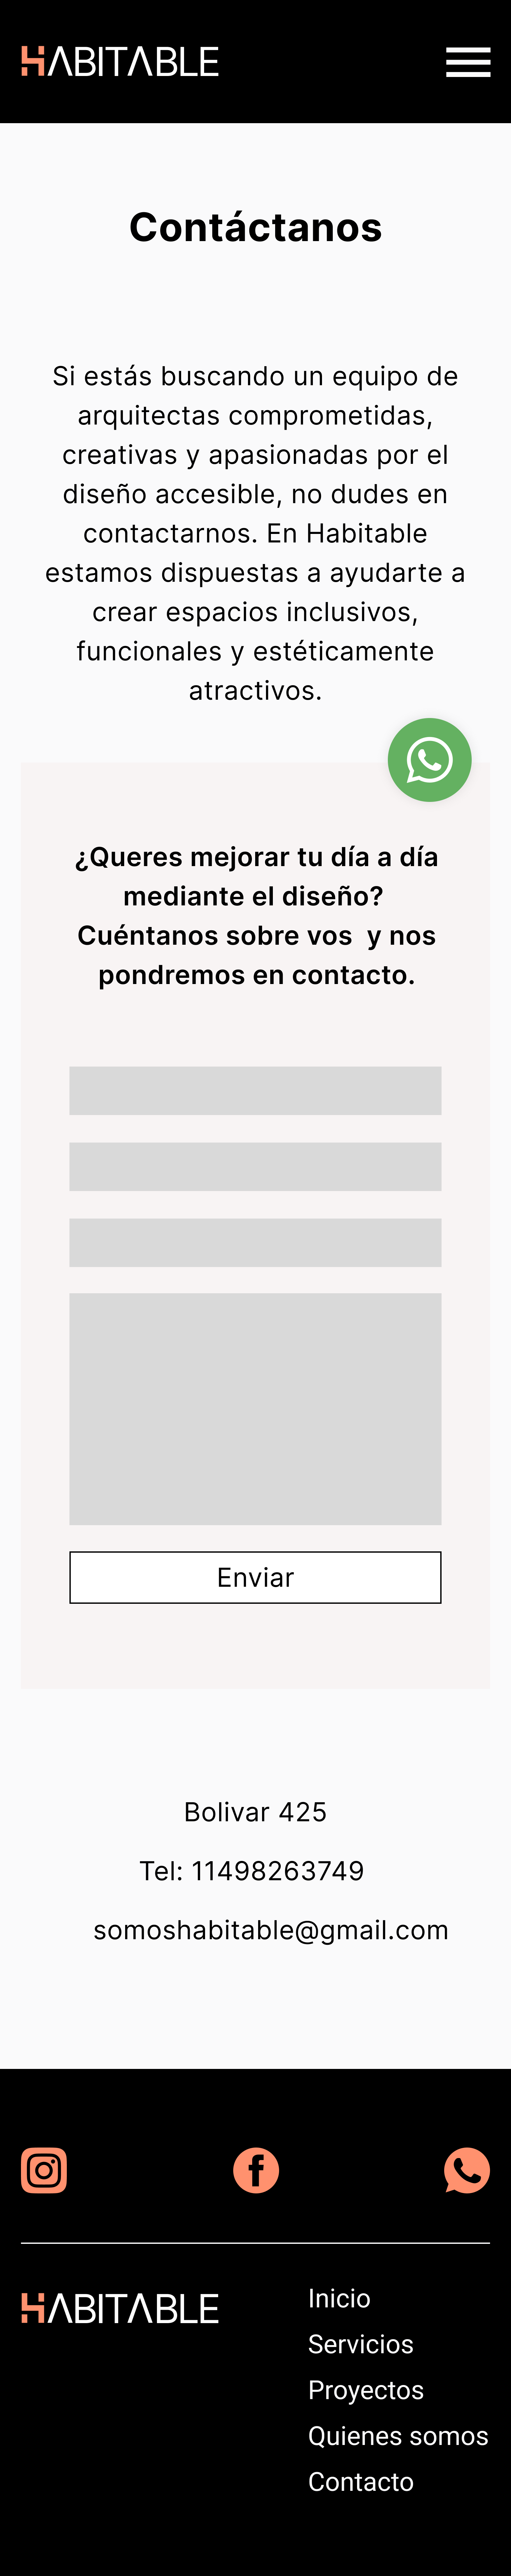 HABITABLE
Contáctanos
Si estás buscando un equipo de
arquitectas comprometidas,
creativas y apasionadas por el
diseño accesible, no dudes en
contactarnos. En Habitable
estamos dispuestas a ayudarte a
crear espacios inclusivos,
funcionales y estéticamente
atractivos.
¿Queres mejorar tu día a día
mediante el diseño?
Cuéntanos sobre vos  y nos
pondremos en contacto.
Enviar
Bolivar 425
Tel: 11498263749
somoshabitable@gmail.com
HABITABLE
Inicio
Servicios
Proyectos
Quienes somos
Contacto